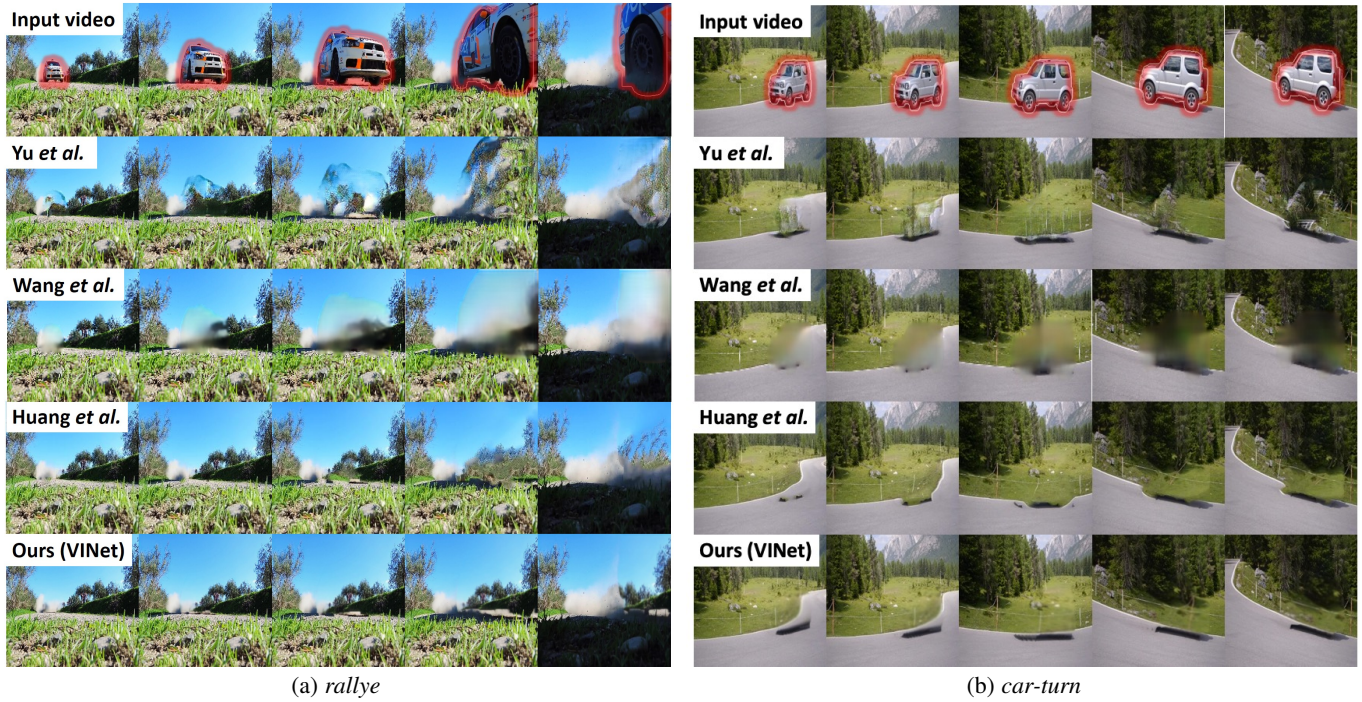 Input video
Yu et al.
Wang et al.
Huang et al.
Ours (VINet)
(a) rallye
Input video
Yu et al.
Wang et al.
Huang et al.
Ours (VINet)
(b) car-turn